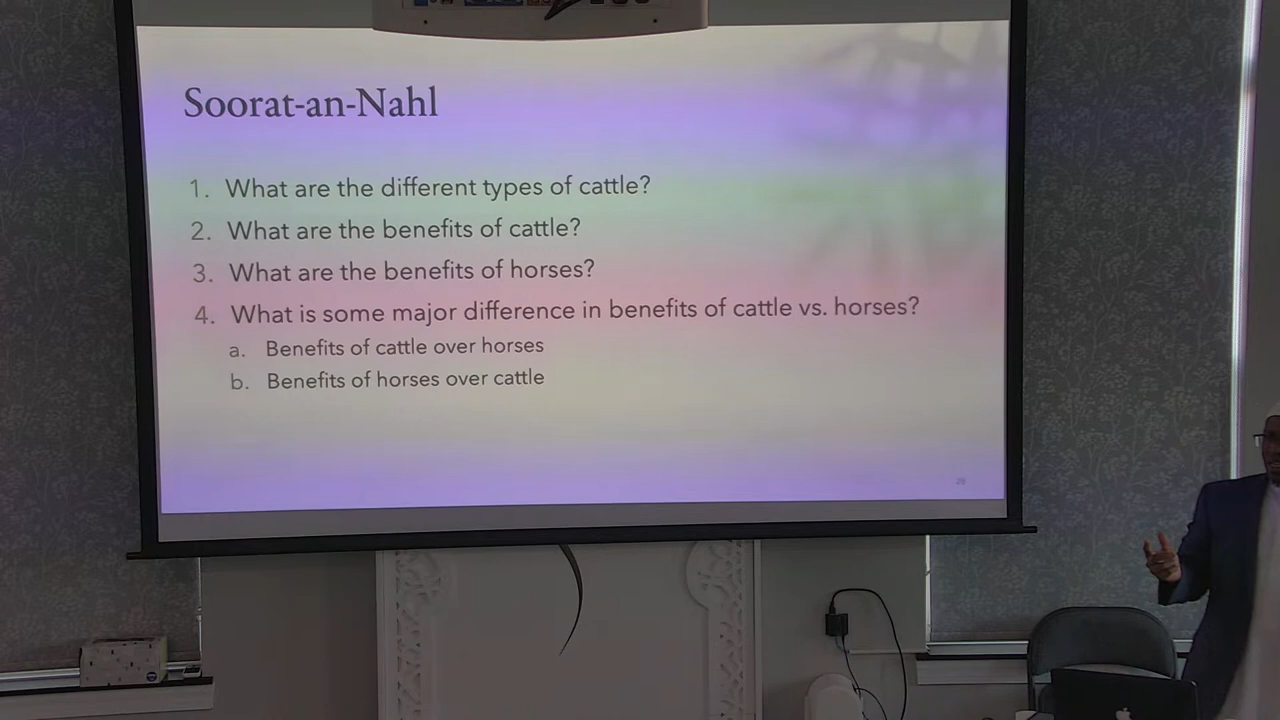 Soorat-an-Nahl
1. What are the different types of cattle?
2. What are the benefits of cattle?
3. What are the benefits of horses?
4. What is some major difference in benefits of cattle vs. horses?
a. Benefits of cattle over horses
b. Benefits of horses over cattle